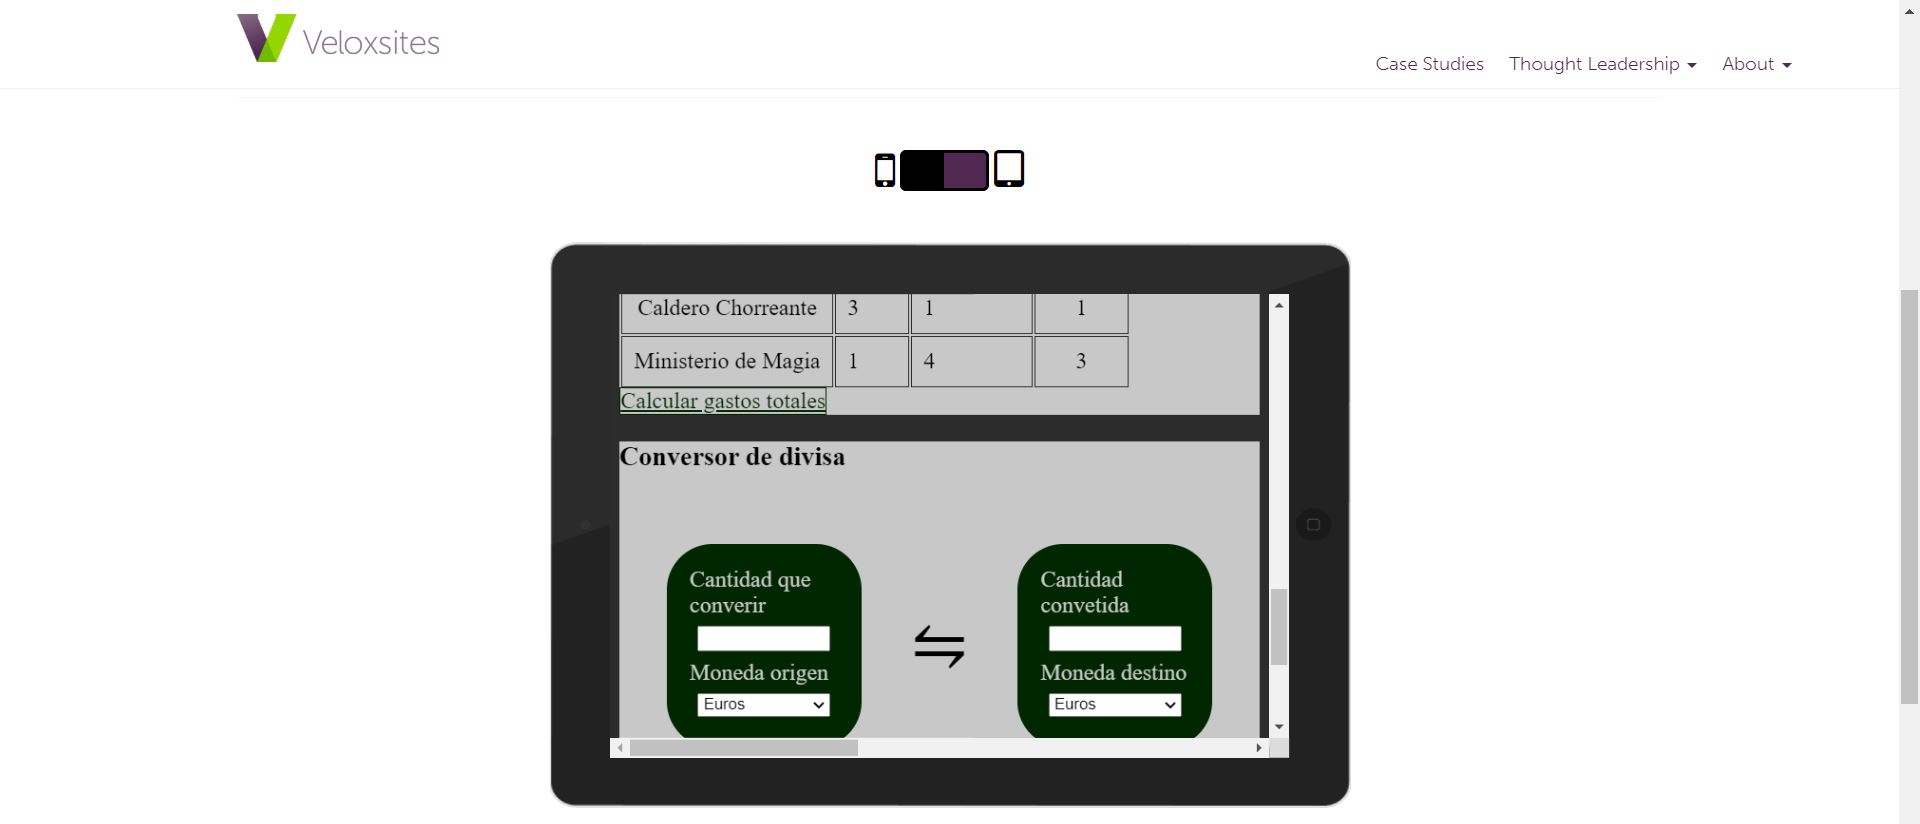 Veloxsites
Case Studies Thought Leadership About
Caldero Chorreante 3 1 1
Ministerio de Magia 1 4 3
Calcular gastos totales
Conversor de divisa
Cantidad que
converir
Moneda origen
Euros
Cantidad
convetida
Moneda destino
Euros